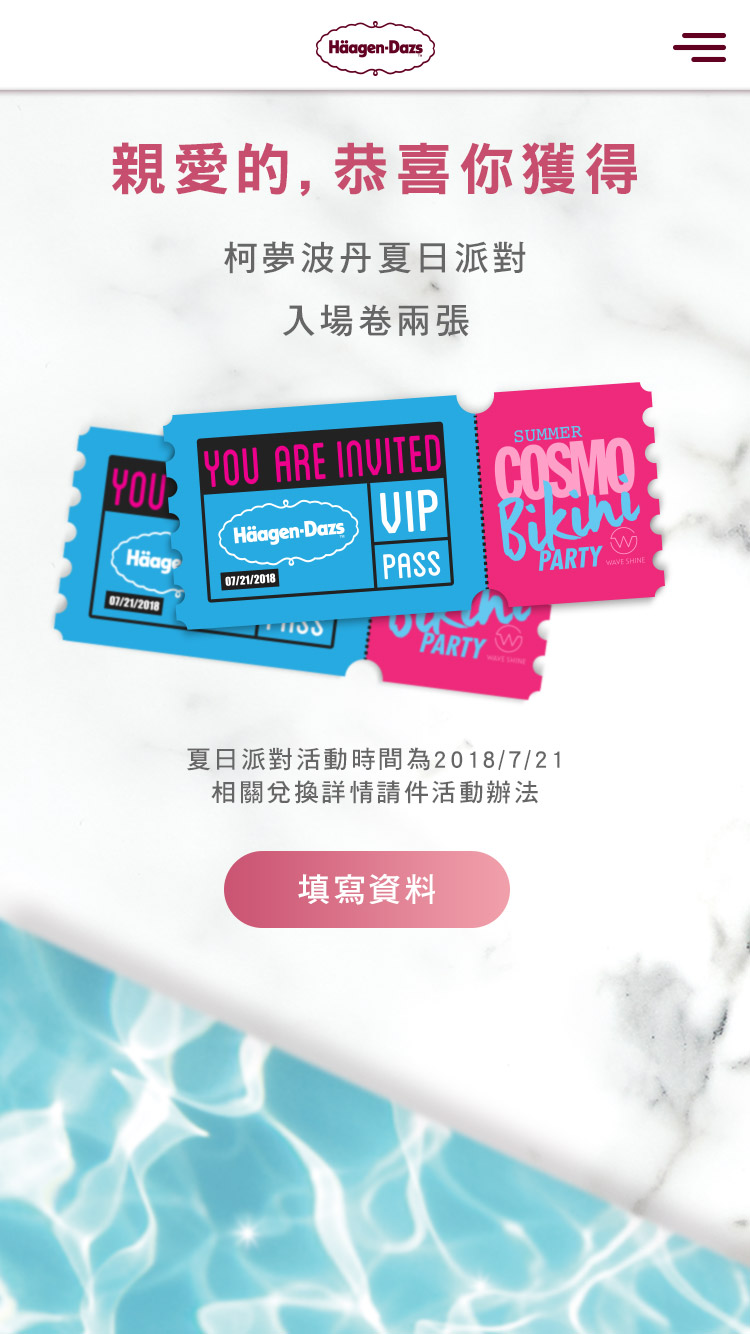 Häagen-Dazs
親愛的, 恭喜你獲得
柯夢波丹夏日派對
入場卷兩張
YOU ARE INVITED
Häagen-Dazs
TM
07/21/2018
VIP
PASS
SUMMER
COSMO
Bikini
PARTY
WAVE SHINE
YOU
Häage
07/21/2018
PASS
Bikini
PARTY
WAVE SHINE
夏日派對活動時間為2018/7/21
相關兌換詳情請件活動辦法
填寫資料